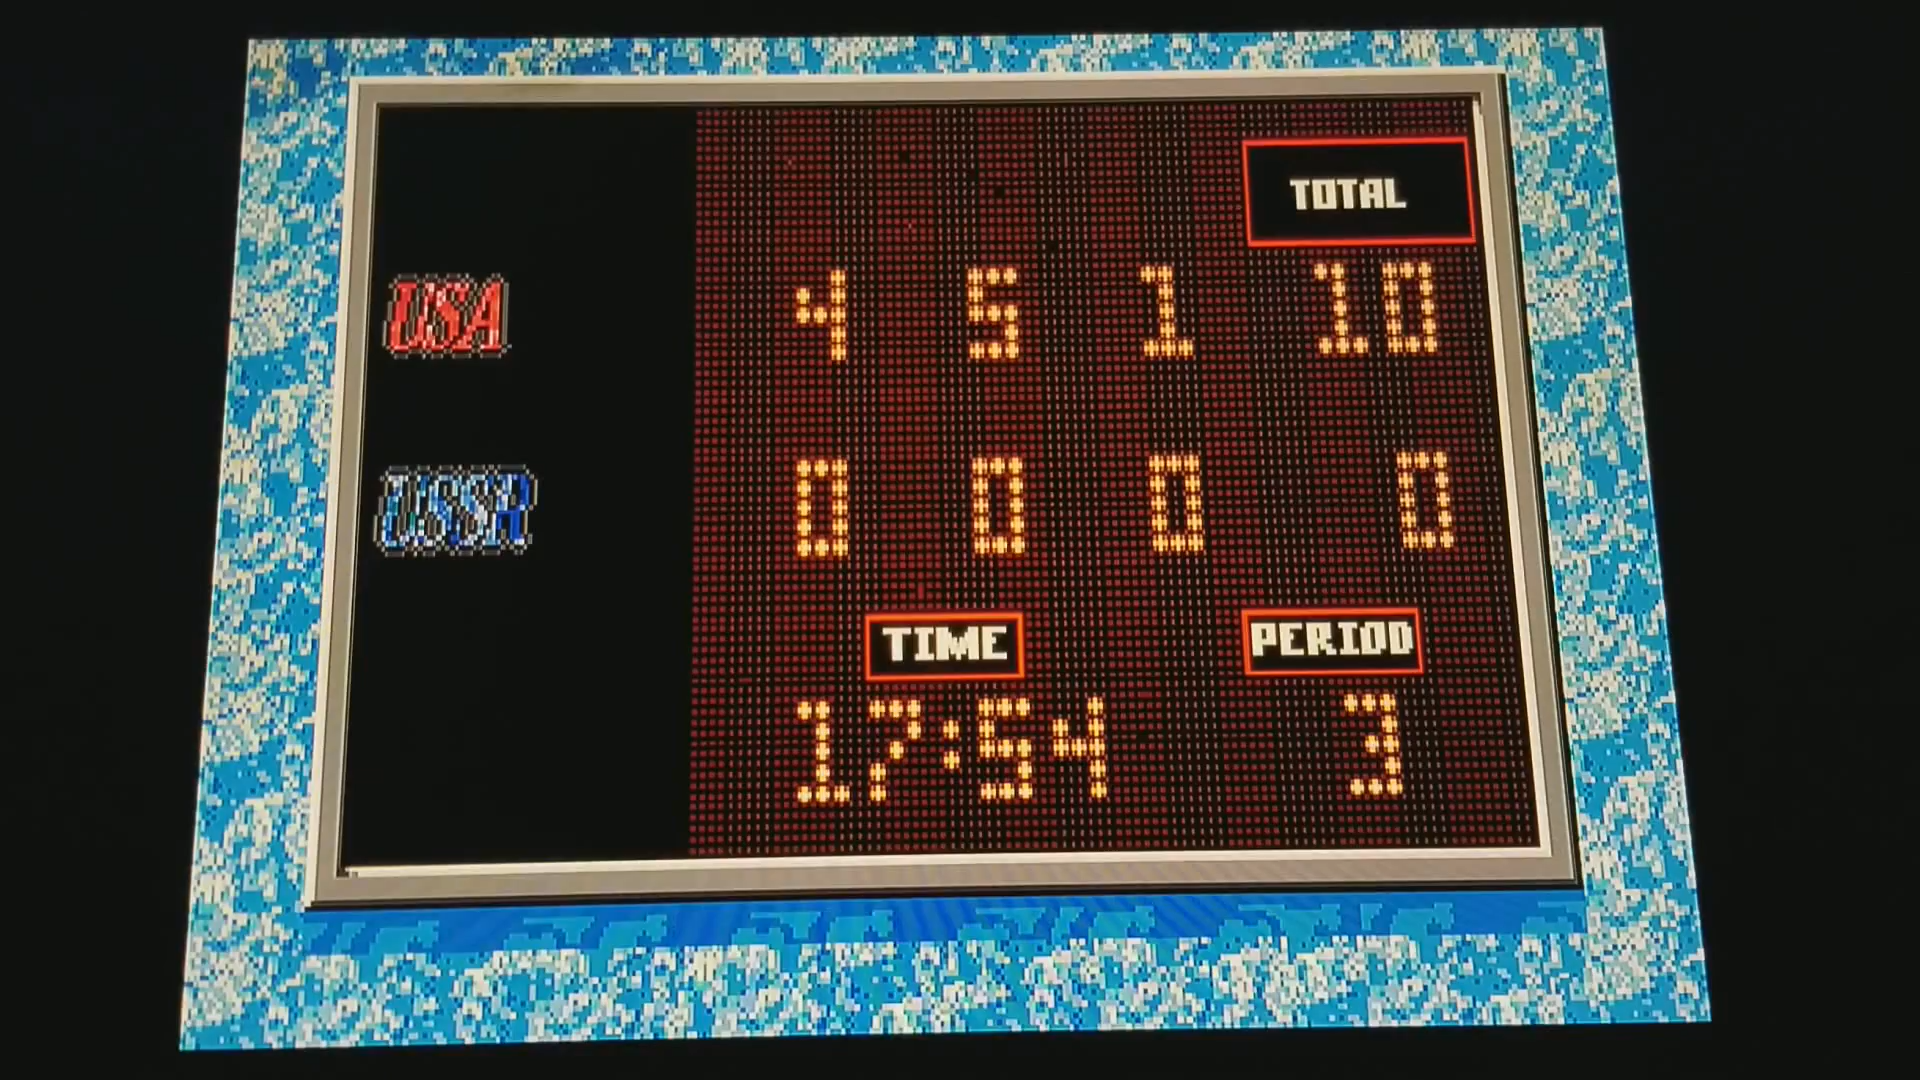 TOTAL
USA 4 5 1 10
USSR 0 0 0 0
TIME PERIOD
17:54 3